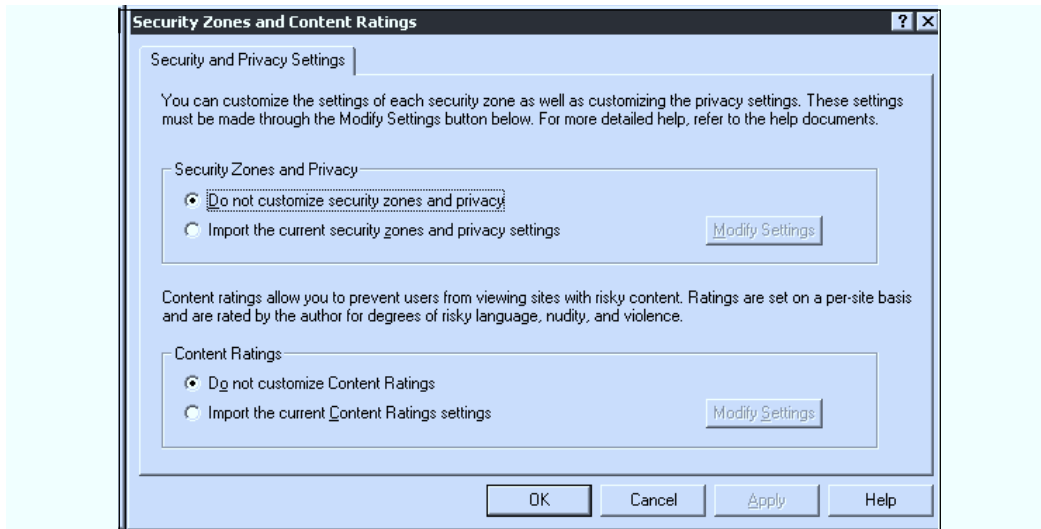 Security Zones and Content Ratings
Security and Privacy Settings
You can customize the settings of each security zone as well as customizing the privacy settings. These settings
must be made through the Modify Settings button below. For more detailed help, refer to the help documents.
Security Zones and Privacy
Do not customize security zones and privacy
Import the current security zones and privacy settings
Modify Settings
Content ratings allow you to prevent users from viewing sites with risky content. Ratings are set on a per-site basis
and are rated by the author for degrees of risky language, nudity, and violence.
Content Ratings
Do not customize Content Ratings
Import the current Content Ratings settings
Modify Settings
OK Cancel Apply Help